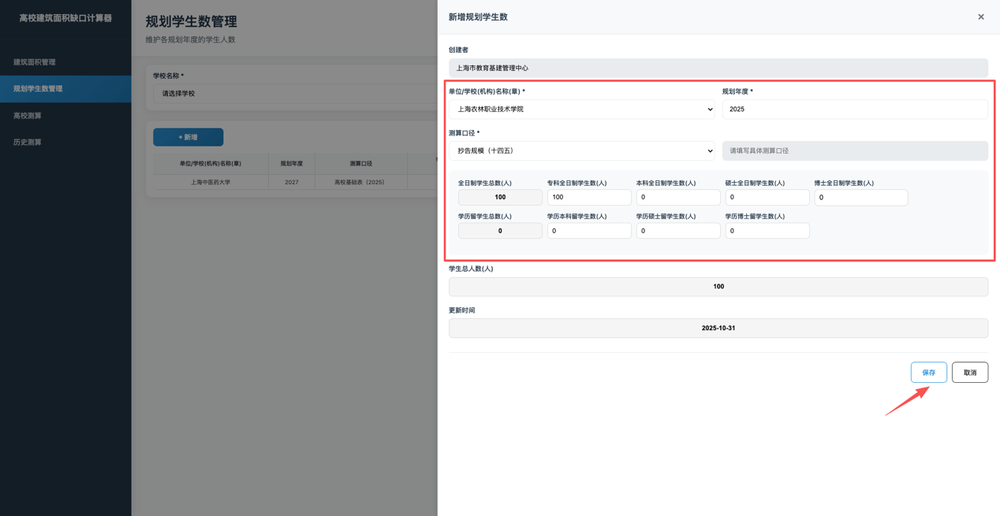 高校建筑面积缺口计算器
建筑面积管理
规划学生数管理
高校测算
历史测算
规划学生数管理
维护各规划年度的学生人数
学校名称 *
请选择学校
+ 新增
单位/学校(机构)名称(章) 规划年度 测算口径
上海中医药大学 2027 高校基础表（2025）
新增规划学生数 ×
创建者
上海市教育基建管理中心
单位/学校(机构)名称(章) * 规划年度 *
上海农林职业技术学院 2025
测算口径 *
抄告规模（十四五） 请填写具体测算口径
全日制学生总数(人) 专科全日制学生数(人) 本科全日制学生数(人) 硕士全日制学生数(人) 博士全日制学生数(人)
100 100 0 0 0
学历留学生总数(人) 学历本科留学生数(人) 学历硕士留学生数(人) 学历博士留学生数(人)
0 0 0 0
学生总人数(人)
100
更新时间
2025-10-31
保存 取消